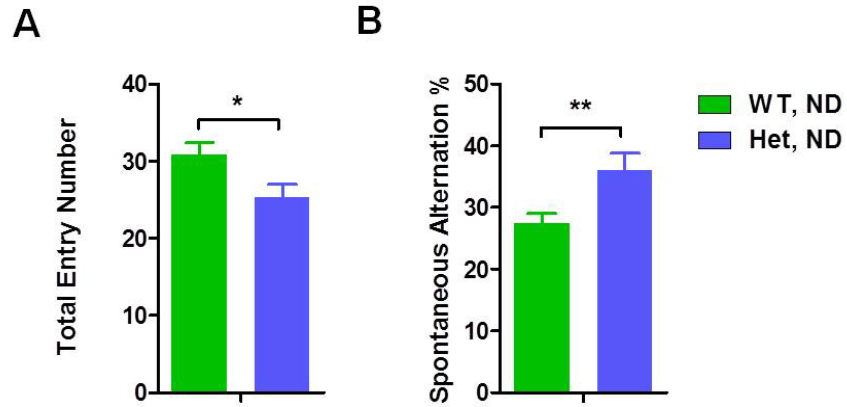 A
Total Entry Number
40
30
20
10
0
*
B
Spontaneous Alternation %
50
40
30
20
10
0
**
WT, ND
Het, ND